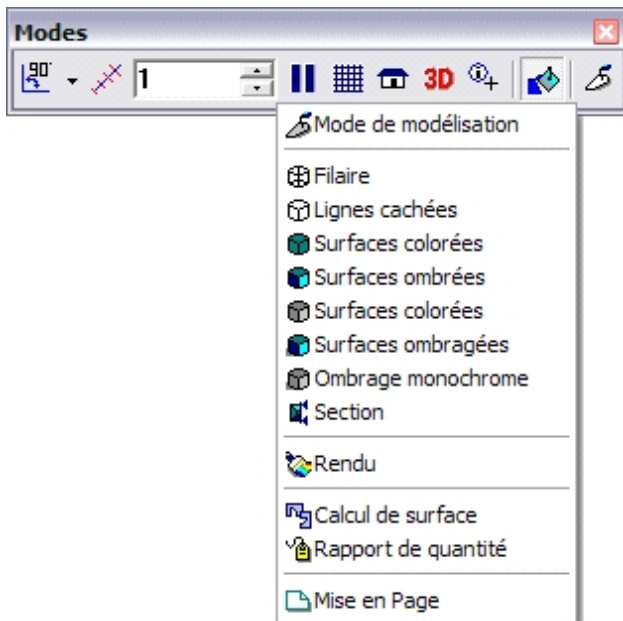 Modes
90°
1
3D
Mode de modélisation
Filaire
Lignes cachées
Surfaces colorées
Surfaces ombrées
Surfaces colorées
Surfaces ombragées
Ombrage monochrome
Section
Rendu
Calcul de surface
Rapport de quantité
Mise en Page